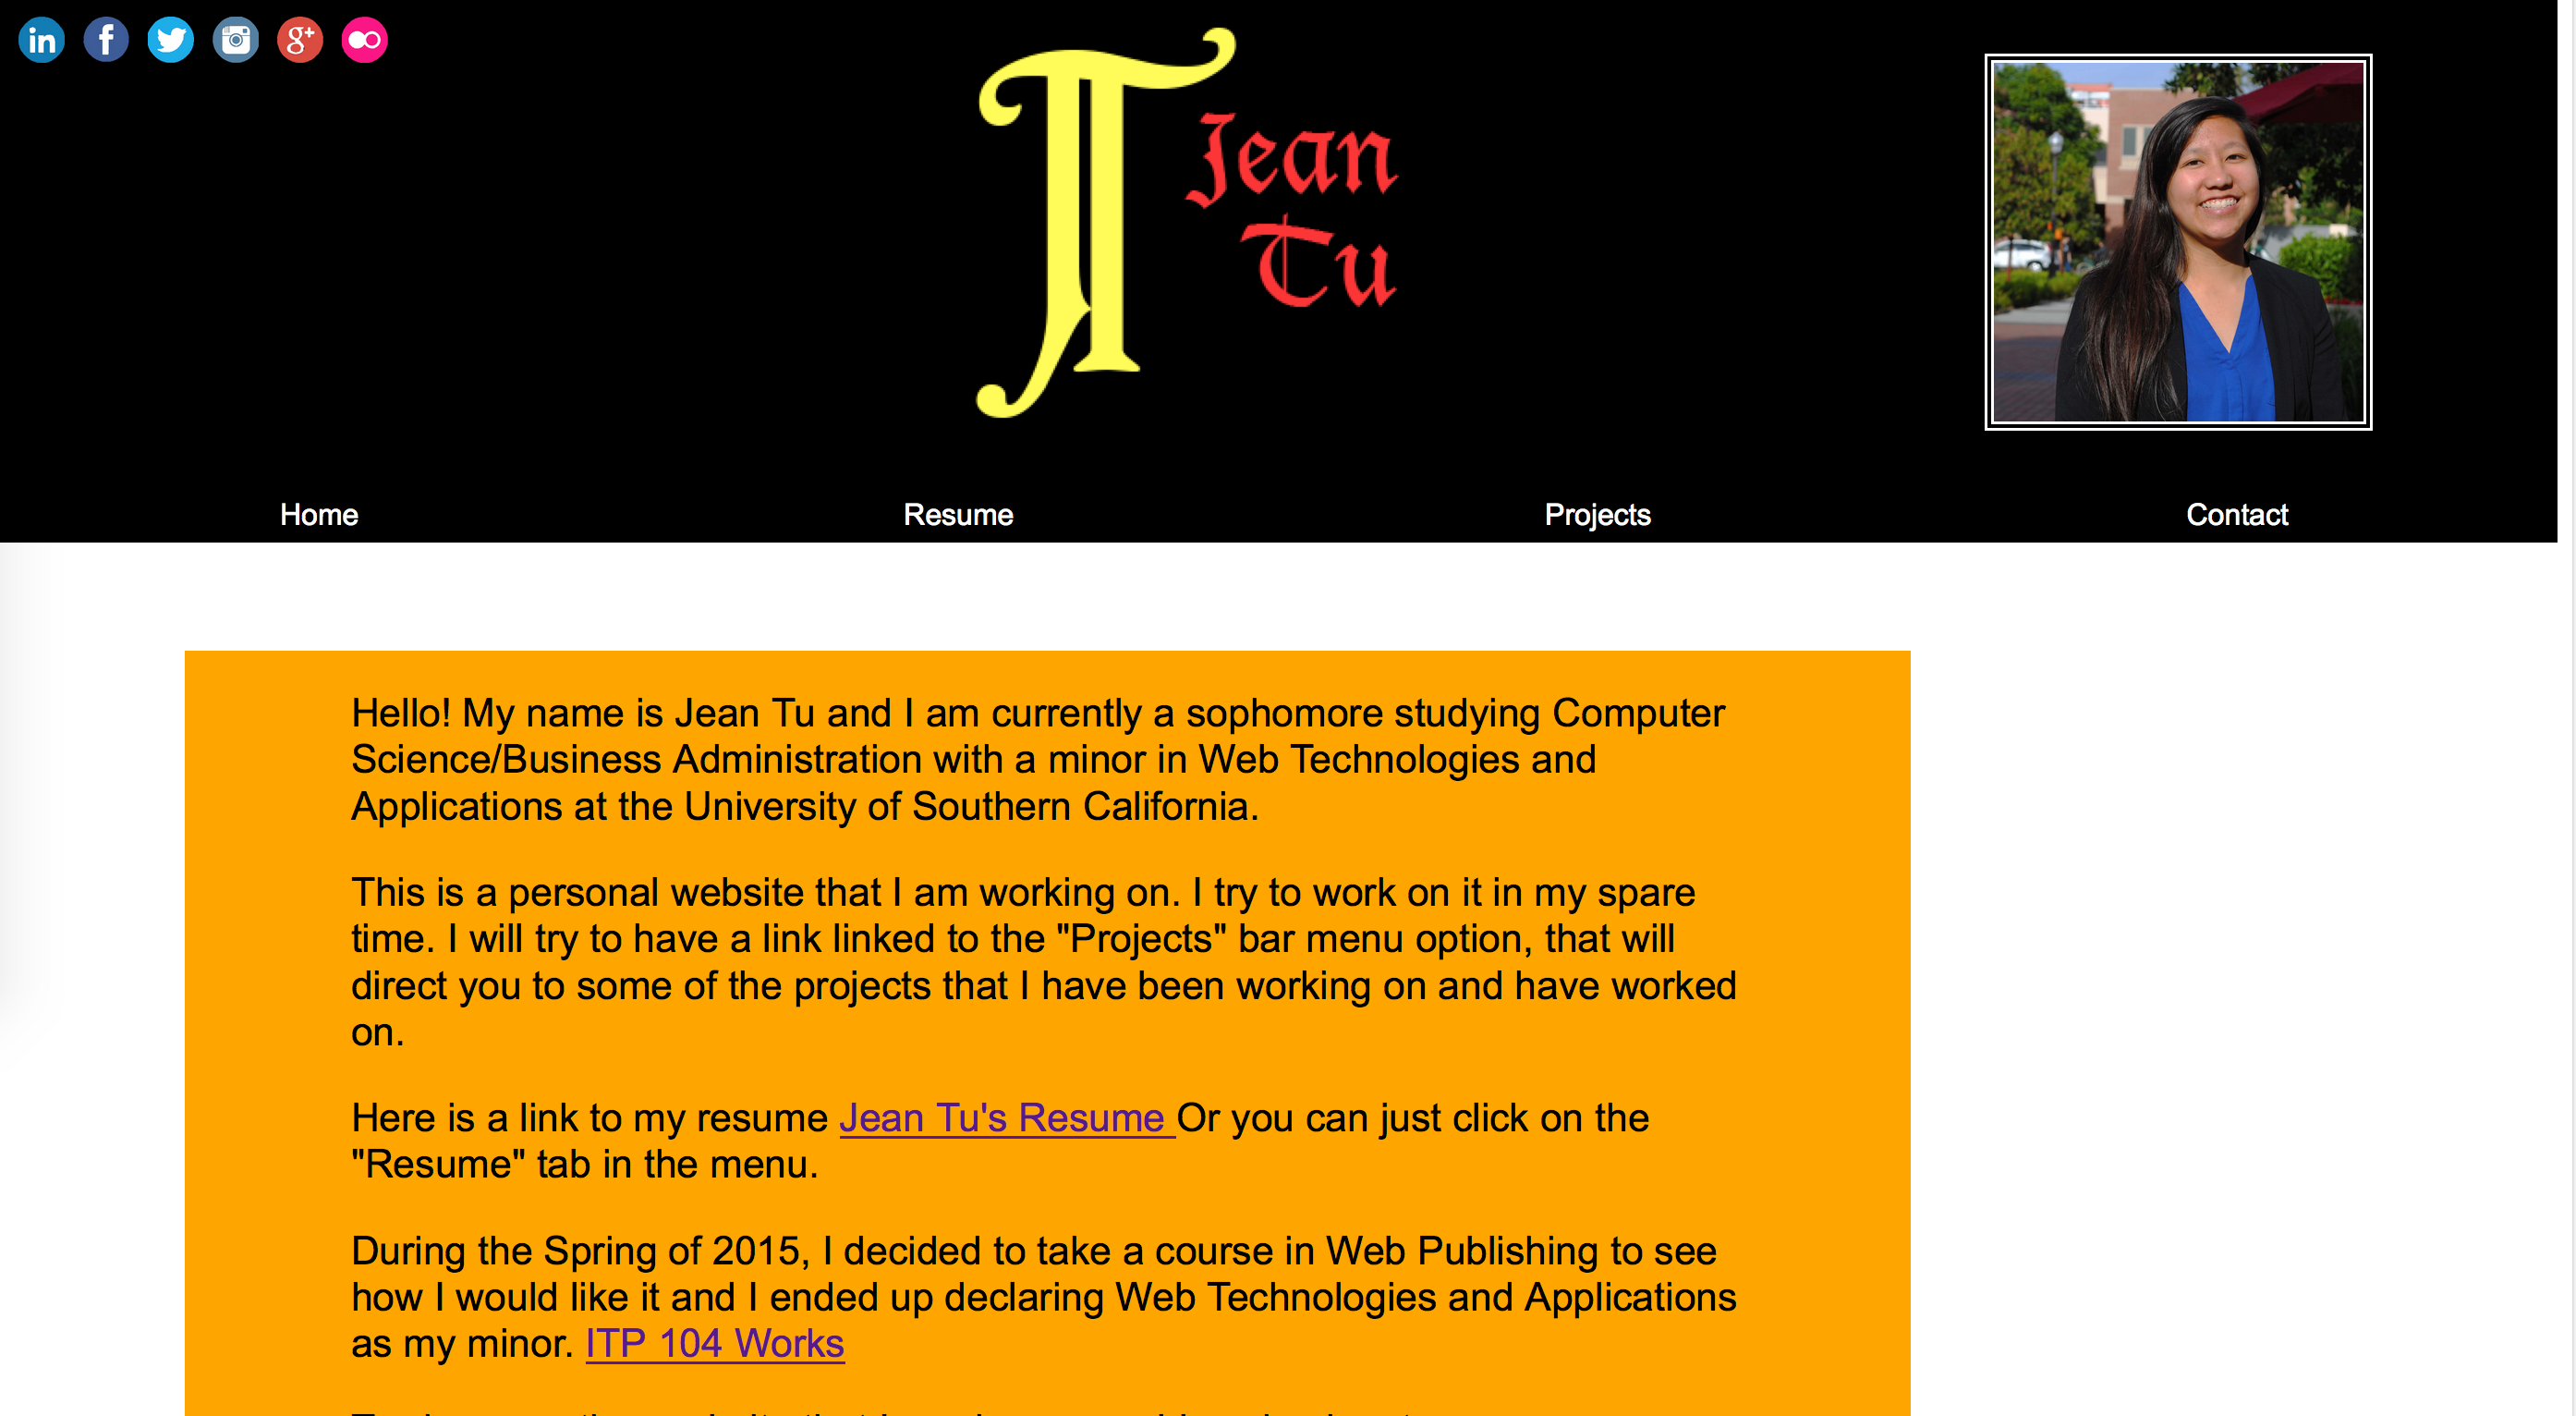 in f g+
Jean
Tu
Home Resume Projects Contact
Hello! My name is Jean Tu and I am currently a sophomore studying Computer
Science/Business Administration with a minor in Web Technologies and
Applications at the University of Southern California.
This is a personal website that I am working on. I try to work on it in my spare
time. I will try to have a link linked to the "Projects" bar menu option, that will
direct you to some of the projects that I have been working on and have worked
on.
Here is a link to my resume Jean Tu's Resume Or you can just click on the
"Resume" tab in the menu.
During the Spring of 2015, I decided to take a course in Web Publishing to see
how I would like it and I ended up declaring Web Technologies and Applications
as my minor. ITP 104 Works